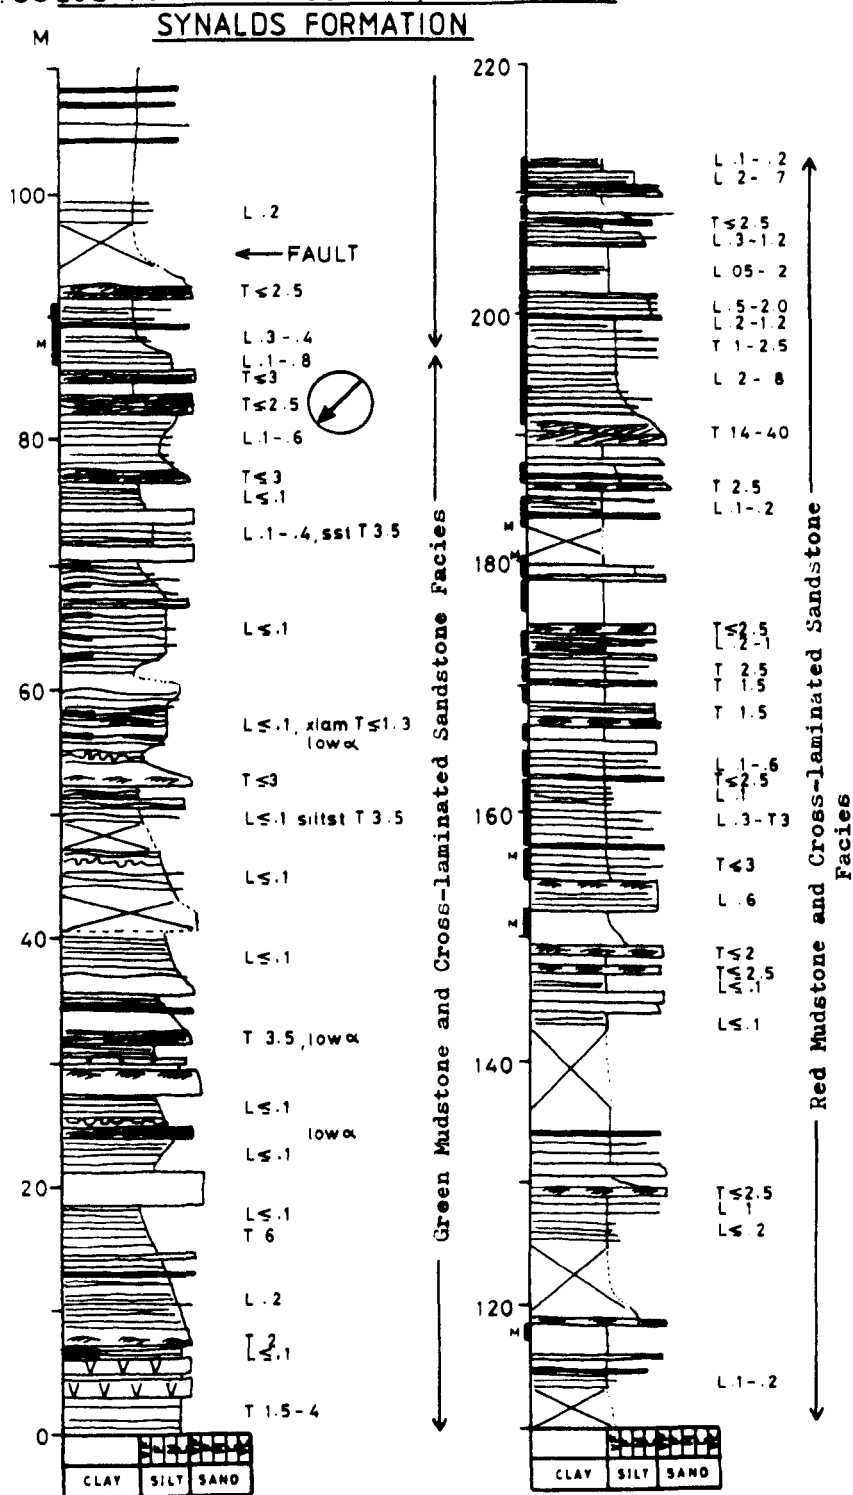 SYNALDS FORMATION
M
100
80
60
40
20
0
L .2
FAULT
T≤2.5
L .3-.4
L .1-.8
T≤3
T≤2.5
L .1-.6
T≤3
L≤.1
L .1-.4, sst T 3.5
L≤.1
L≤.1, xlam T≤1.3
low α
T≤3
L≤.1 siltst T 3.5
L≤.1
L≤.1
T 3.5, low α
L≤.1
low α
L≤.1
L≤.1
T 6
L .2
T 2
L≤.1
T 1.5-4
M
V V V
V V V V
CLAY SILT SAND
Green Mudstone and Cross-laminated Sandstone Facies
220
200
180
160
140
120
L .1-.2
L 2- 7
T≤2.5
L .3-1.2
L 05-2
L .5-2.0
L .2-1.2
T 1-2.5
L 2-8
T 14-40
T 2.5
L .1-.2
T≤2.5
L .2-1
T 2.5
T 1.5
T 1.5
L .1-.6
T≤2.5
L .1
L .3-T3
T≤3
L .6
T≤2
T≤2.5
L≤.1
L≤.1
T≤2.5
L 1
L≤.2
L .1-.2
M
M
M
M
M
CLAY SILT SAND
Red Mudstone and Cross-laminated Sandstone
Facies